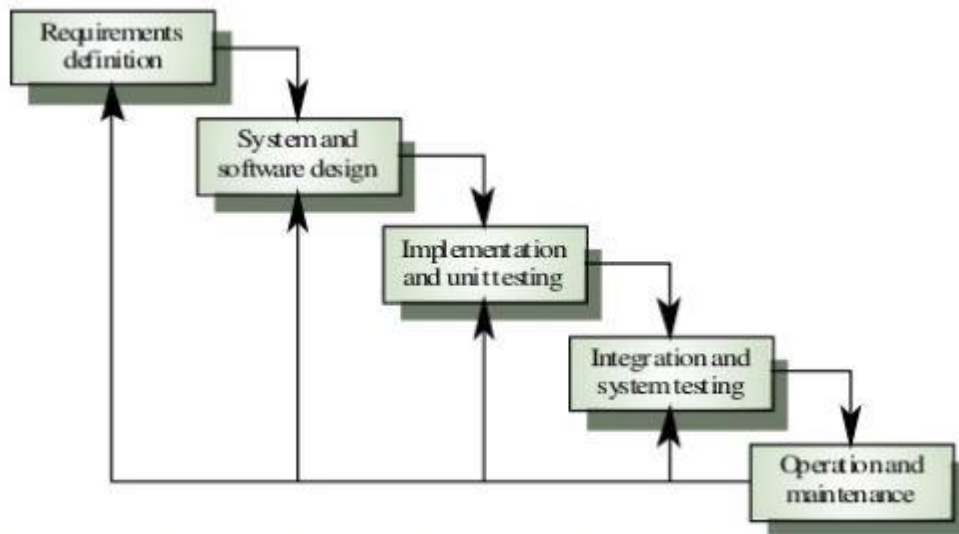 Requirements
definition
System and
software design
Implementation
and unit testing
Integration and
system testing
Operation and
maintenance